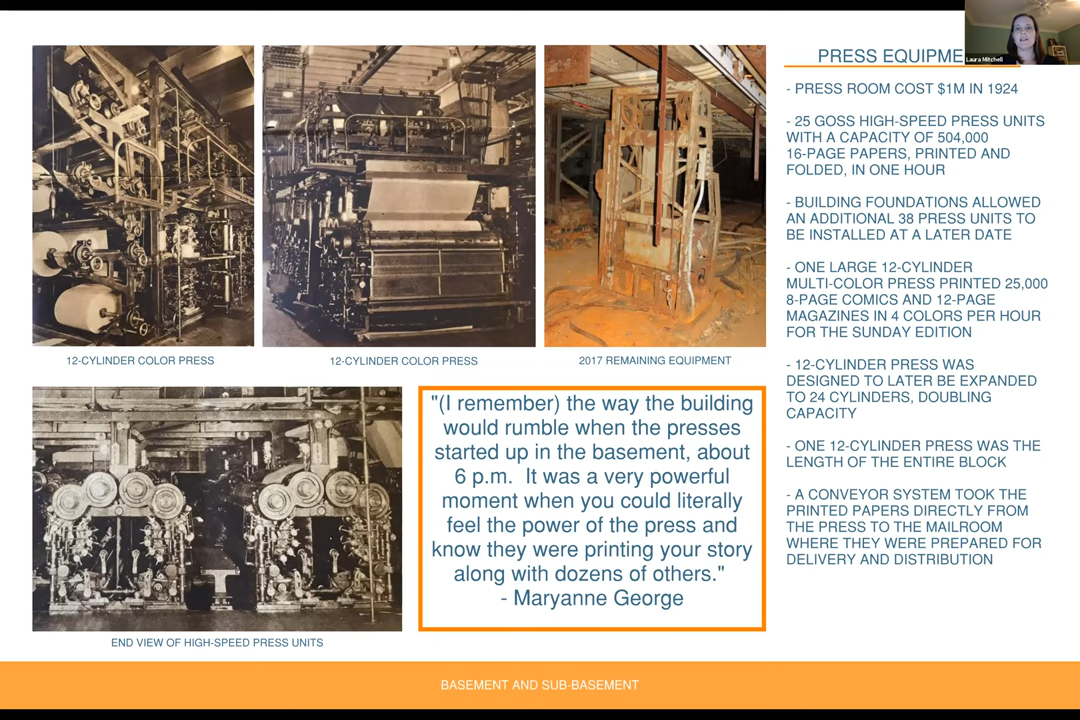 PRESS EQUIPME
Laura Mitchell
- PRESS ROOM COST $1M IN 1924
- 25 GOSS HIGH-SPEED PRESS UNITS
WITH A CAPACITY OF 504,000
16-PAGE PAPERS, PRINTED AND
FOLDED, IN ONE HOUR
- BUILDING FOUNDATIONS ALLOWED
AN ADDITIONAL 38 PRESS UNITS TO
BE INSTALLED AT A LATER DATE
- ONE LARGE 12-CYLINDER
MULTI-COLOR PRESS PRINTED 25,000
8-PAGE COMICS AND 12-PAGE
MAGAZINES IN 4 COLORS PER HOUR
FOR THE SUNDAY EDITION
- 12-CYLINDER PRESS WAS
DESIGNED TO LATER BE EXPANDED
TO 24 CYLINDERS, DOUBLING
CAPACITY
- ONE 12-CYLINDER PRESS WAS THE
LENGTH OF THE ENTIRE BLOCK
- A CONVEYOR SYSTEM TOOK THE
PRINTED PAPERS DIRECTLY FROM
THE PRESS TO THE MAILROOM
WHERE THEY WERE PREPARED FOR
DELIVERY AND DISTRIBUTION
12-CYLINDER COLOR PRESS
12-CYLINDER COLOR PRESS
2017 REMAINING EQUIPMENT
"(I remember) the way the building
would rumble when the presses
started up in the basement, about
6 p.m.  It was a very powerful
moment when you could literally
feel the power of the press and
know they were printing your story
along with dozens of others."
- Maryanne George
END VIEW OF HIGH-SPEED PRESS UNITS
BASEMENT AND SUB-BASEMENT